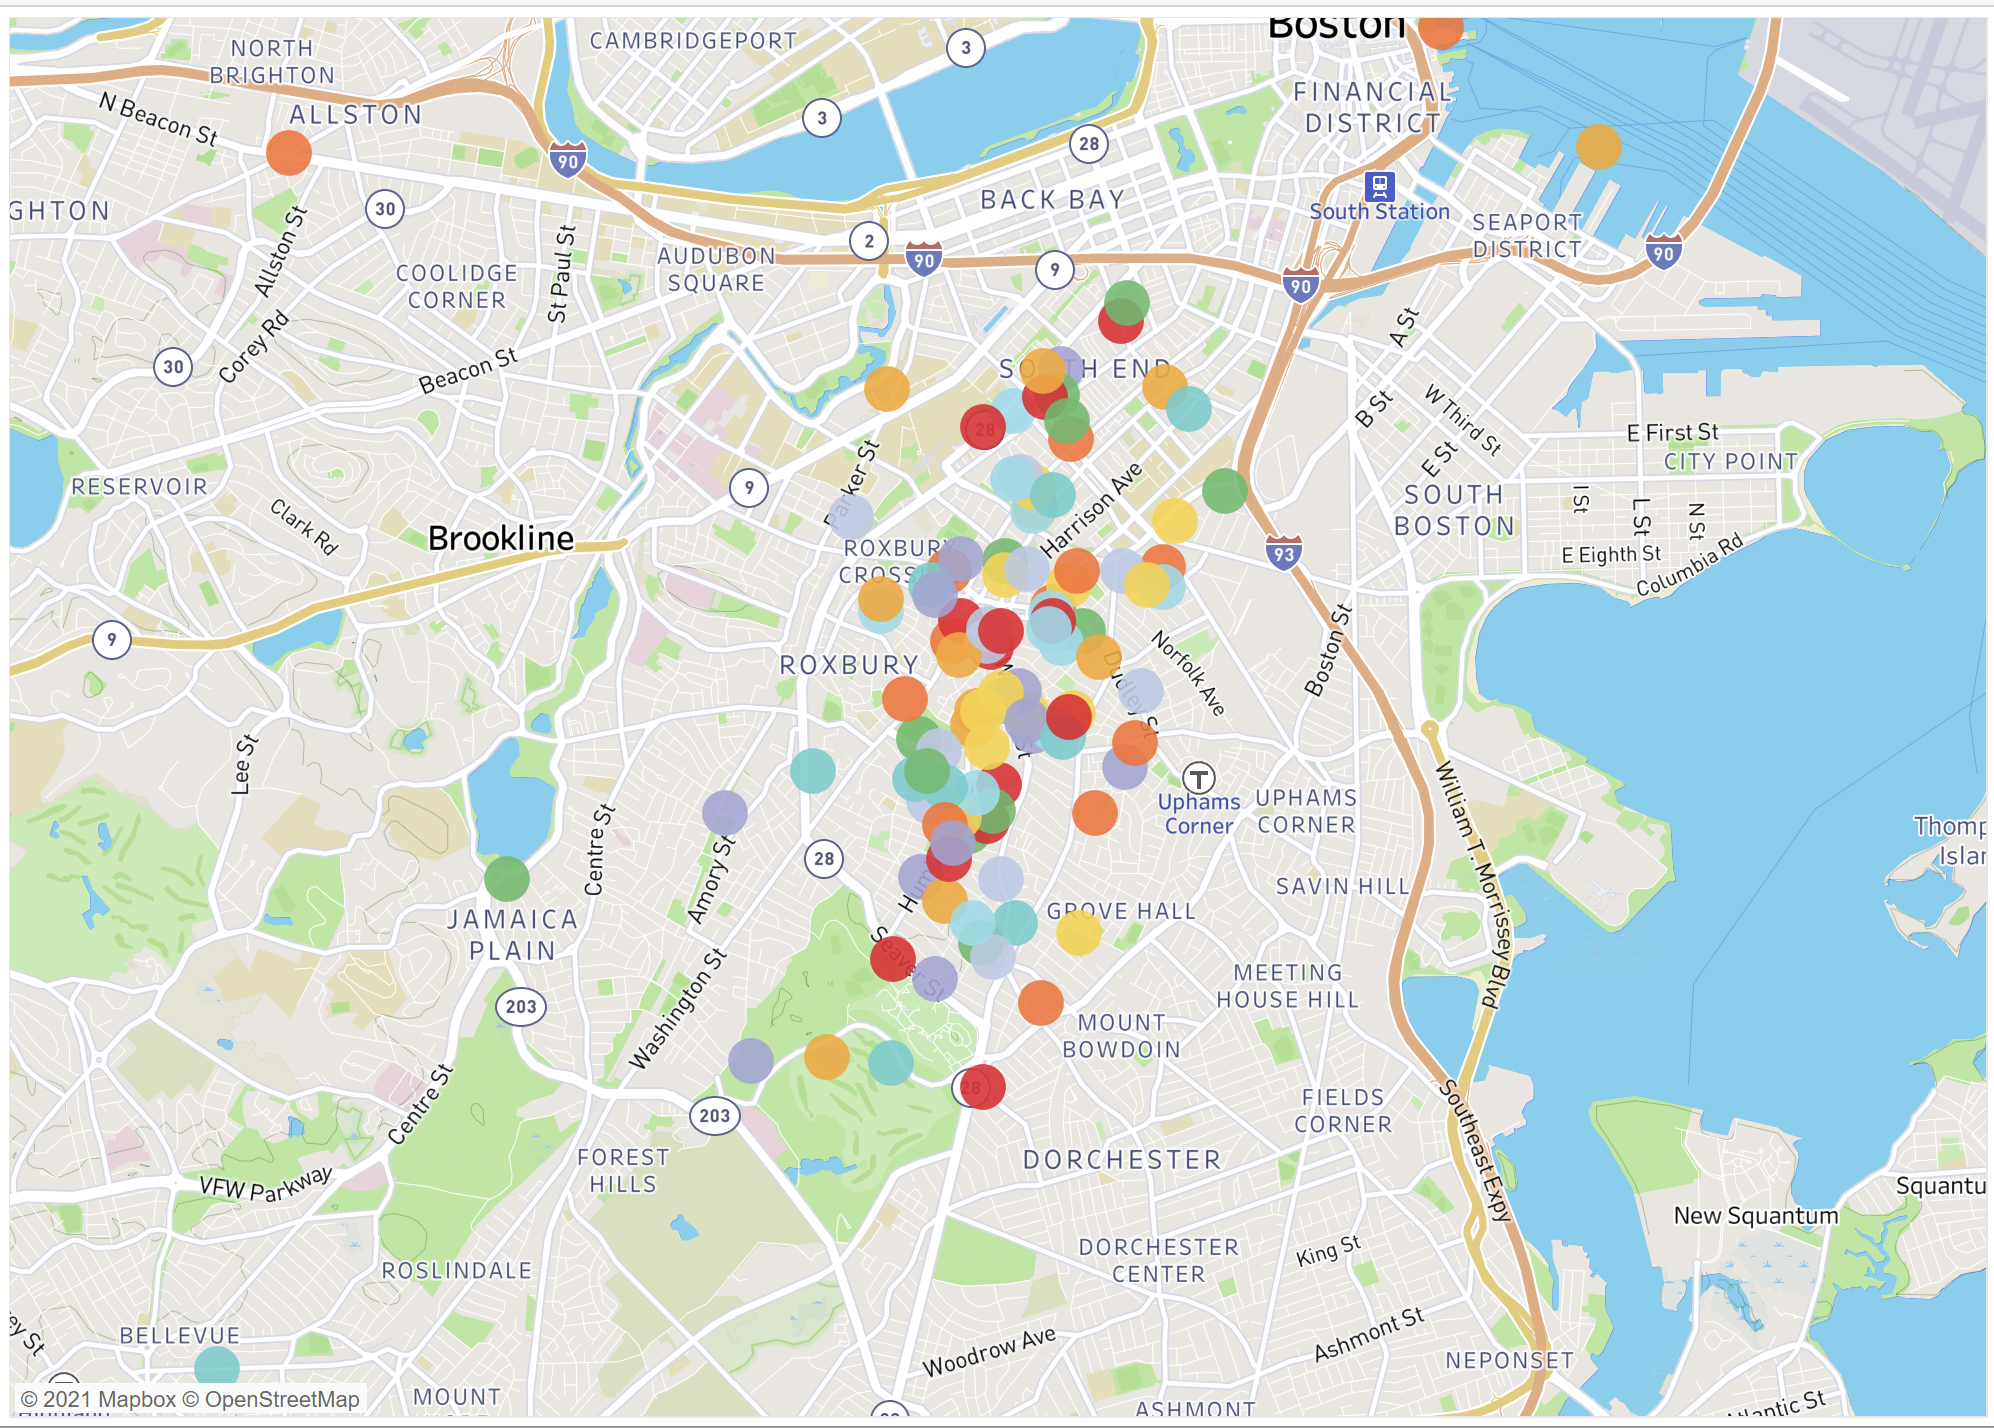 Boston
NORTH
BRIGHTON
CAMBRIDGEPORT
3
ALLSTON
N Beacon St
3
FINANCIAL
DISTRICT
28
90
30
GHTON
BACK BAY
South Station
SEAPORT
DISTRICT
2
90
9
90
90
Allston St
COOLIDGE
CORNER
St Paul St
AUDUBON
SQUARE
30
Corey Rd
Beacon St
A St
SOUTH END
B St
W Third St
E First St
28
E St
CITY POINT
RESERVOIR
9
Parker St
Harrison Ave
SOUTH
BOSTON
I St
L St
N St
Clark Rd
Brookline
ROXBURY
CROSS
93
E Eighth St
Columbia Rd
9
ROXBURY
Norfolk Ave
Dudley St
Boston St
St
Lee St
Uphams
Corner
UPHAMS
CORNER
William T. Morrissey Blvd
Centre St
Amory St
28
Thomp
Islan
SAVIN HILL
Hum
JAMAICA
PLAIN
GROVE HALL
Seaver St
MEETING
HOUSE HILL
203
Washington St
MOUNT
BOWDOIN
28
203
Centre St
FIELDS
CORNER
Southeast Expy
FOREST
HILLS
DORCHESTER
VFW Parkway
Squantu
New Squantum
DORCHESTER
CENTER
King St
ROSLINDALE
BELLEVUE
ey St
Woodrow Ave
Ashmont St
NEPONSET
MOUNT
ASHMONT
Atlantic St
© 2021 Mapbox © OpenStreetMap